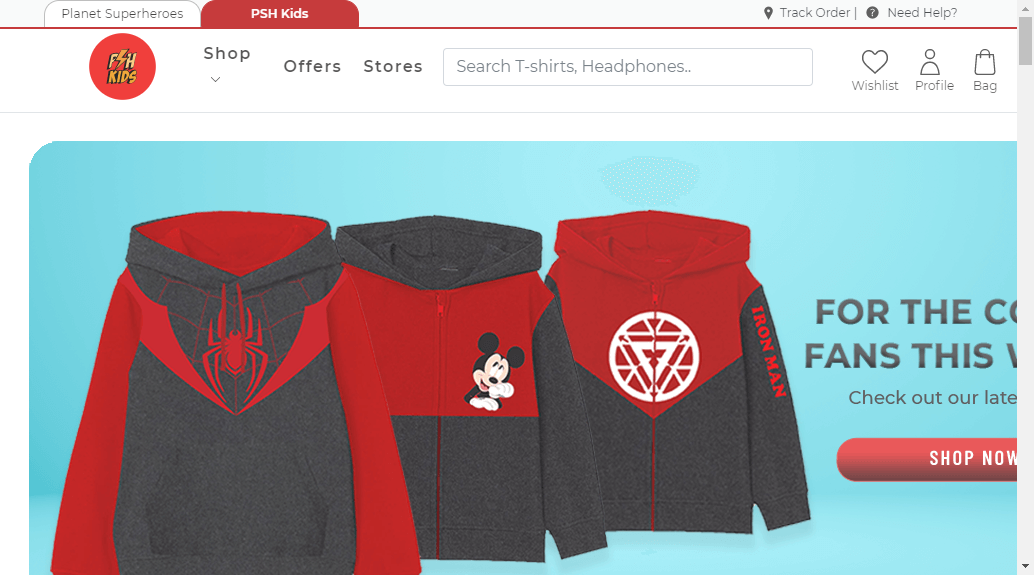 Planet Superheroes
PSH Kids
Track Order |
Need Help?
PSH
KIDS
Shop
Offers
Stores
Search T-shirts, Headphones..
Wishlist
Profile
Bag
IRON MAN
FOR THE CO
FANS THIS
Check out our late
SHOP NOW